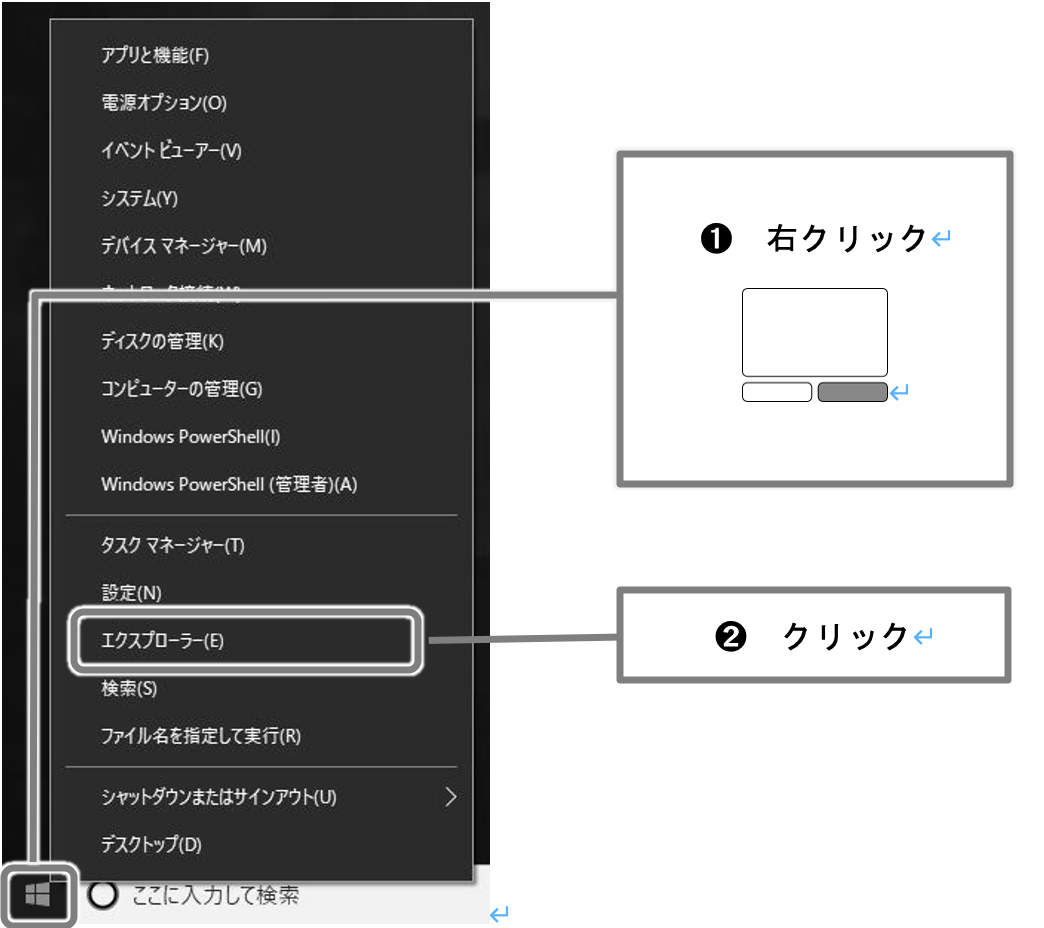 アプリと機能(F)
電源オプション(O)
イベント ビューアー(V)
システム(Y)
デバイス マネージャー(M)
ディスクの管理(K)
コンピューターの管理(G)
Windows PowerShell(I)
Windows PowerShell (管理者)(A)
タスク マネージャー(T)
設定(N)
エクスプローラー(E)
検索(S)
ファイル名を指定して実行(R)
シャットダウンまたはサインアウト(U)
デスクトップ(D)
ここに入力して検索
❶ 右クリック↵
↵
❷ クリック↵
↵